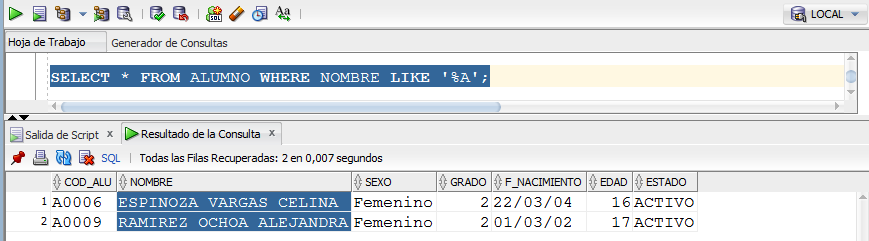 SQL Aa LOCAL
Hoja de Trabajo Generador de Consultas
SELECT * FROM ALUMNO WHERE NOMBRE LIKE '%A';
Salida de Script x Resultado de la Consulta x
SQL | Todas las Filas Recuperadas: 2 en 0,007 segundos
COD_ALU NOMBRE SEXO GRADO F_NACIMIENTO EDAD ESTADO
1 A0006 ESPINOZA VARGAS CELINA Femenino 2 22/03/04 16 ACTIVO
2 A0009 RAMIREZ OCHOA ALEJANDRA Femenino 2 01/03/02 17 ACTIVO